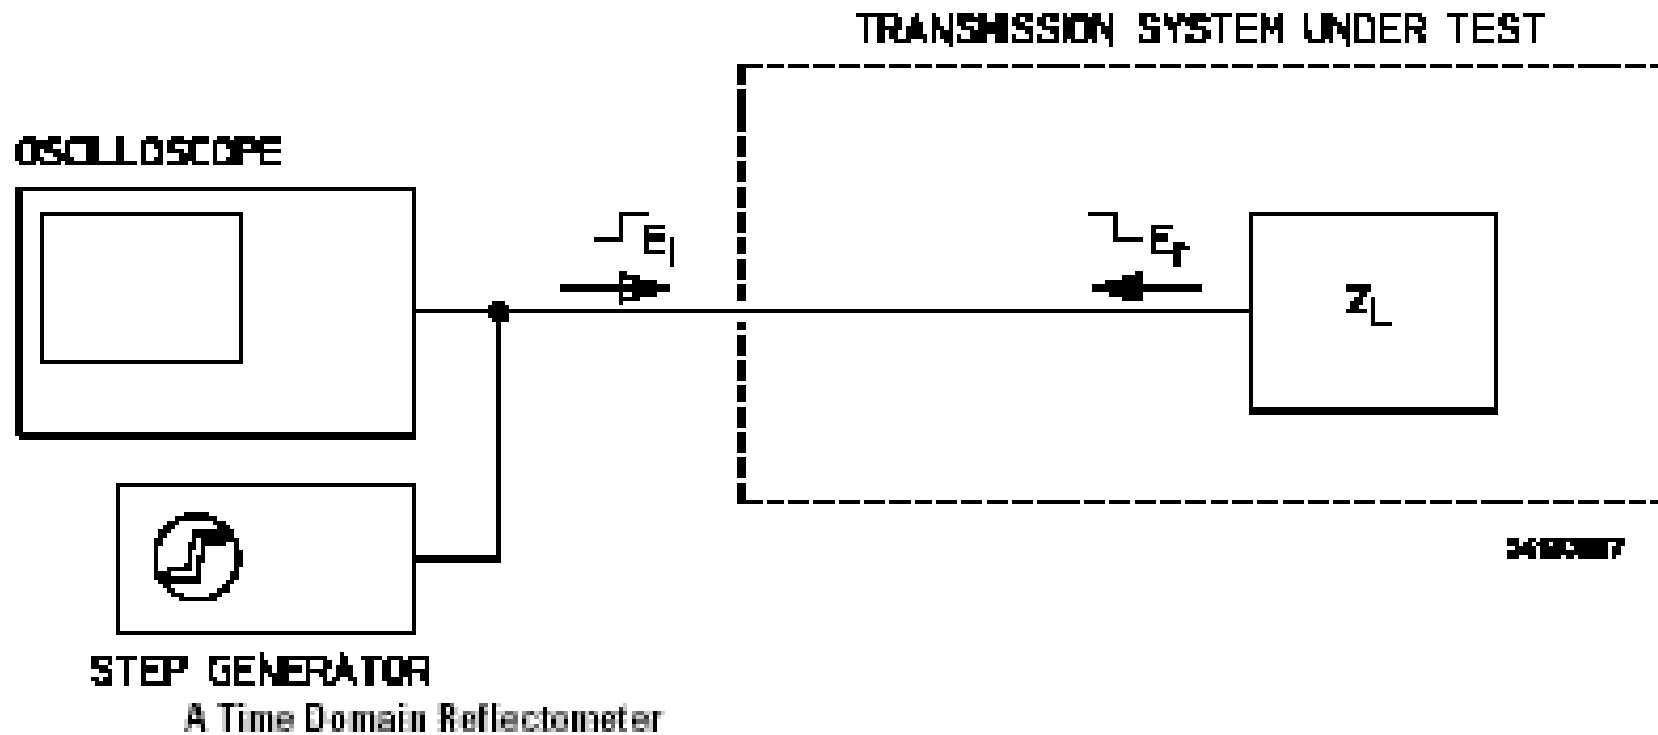 TRANSMISSION SYSTEM UNDER TEST
OSCILLOSCOPE
Ei
Er
ZL
STEP GENERATOR
A Time Domain Reflectometer